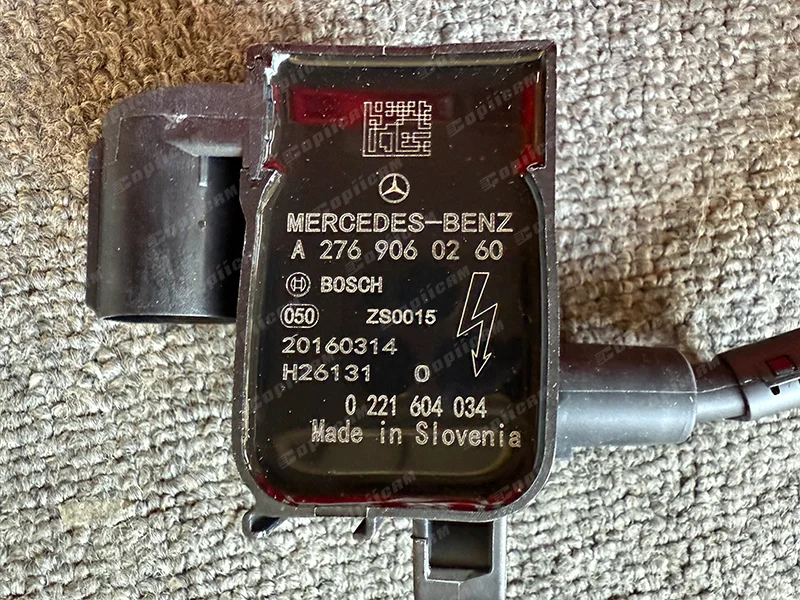 MERCEDES-BENZ
A 276 906 02 60
BOSCH
050 ZS0015
20160314
H26131 0
0 221 604 034
Made in Slovenia
CopiiCAM